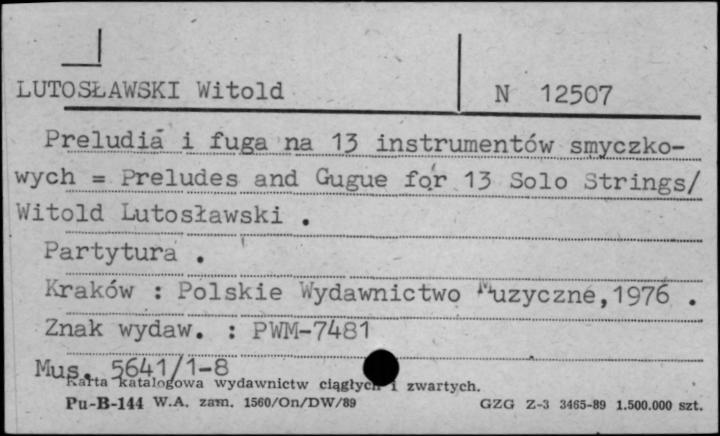 LUTOSŁAWSKI Witold N 12507
Preludia i fuga na 13 instrumentów smyczko-
wych = Preludes and Gugue for 13 Solo Strings/
Witold Lutosławski .
Partytura .
Kraków : Polskie Wydawnictwo Muzyczne,1976 .
Znak wydaw. : PWM-7481
Mus. 5641/1-8
Karta katalogowa wydawnictw ciągłych i zwartych.
Pu-B-144 W.A. zam. 1560/On/DW/89 GZG Z-3 3465-89 1.500.000 szt.